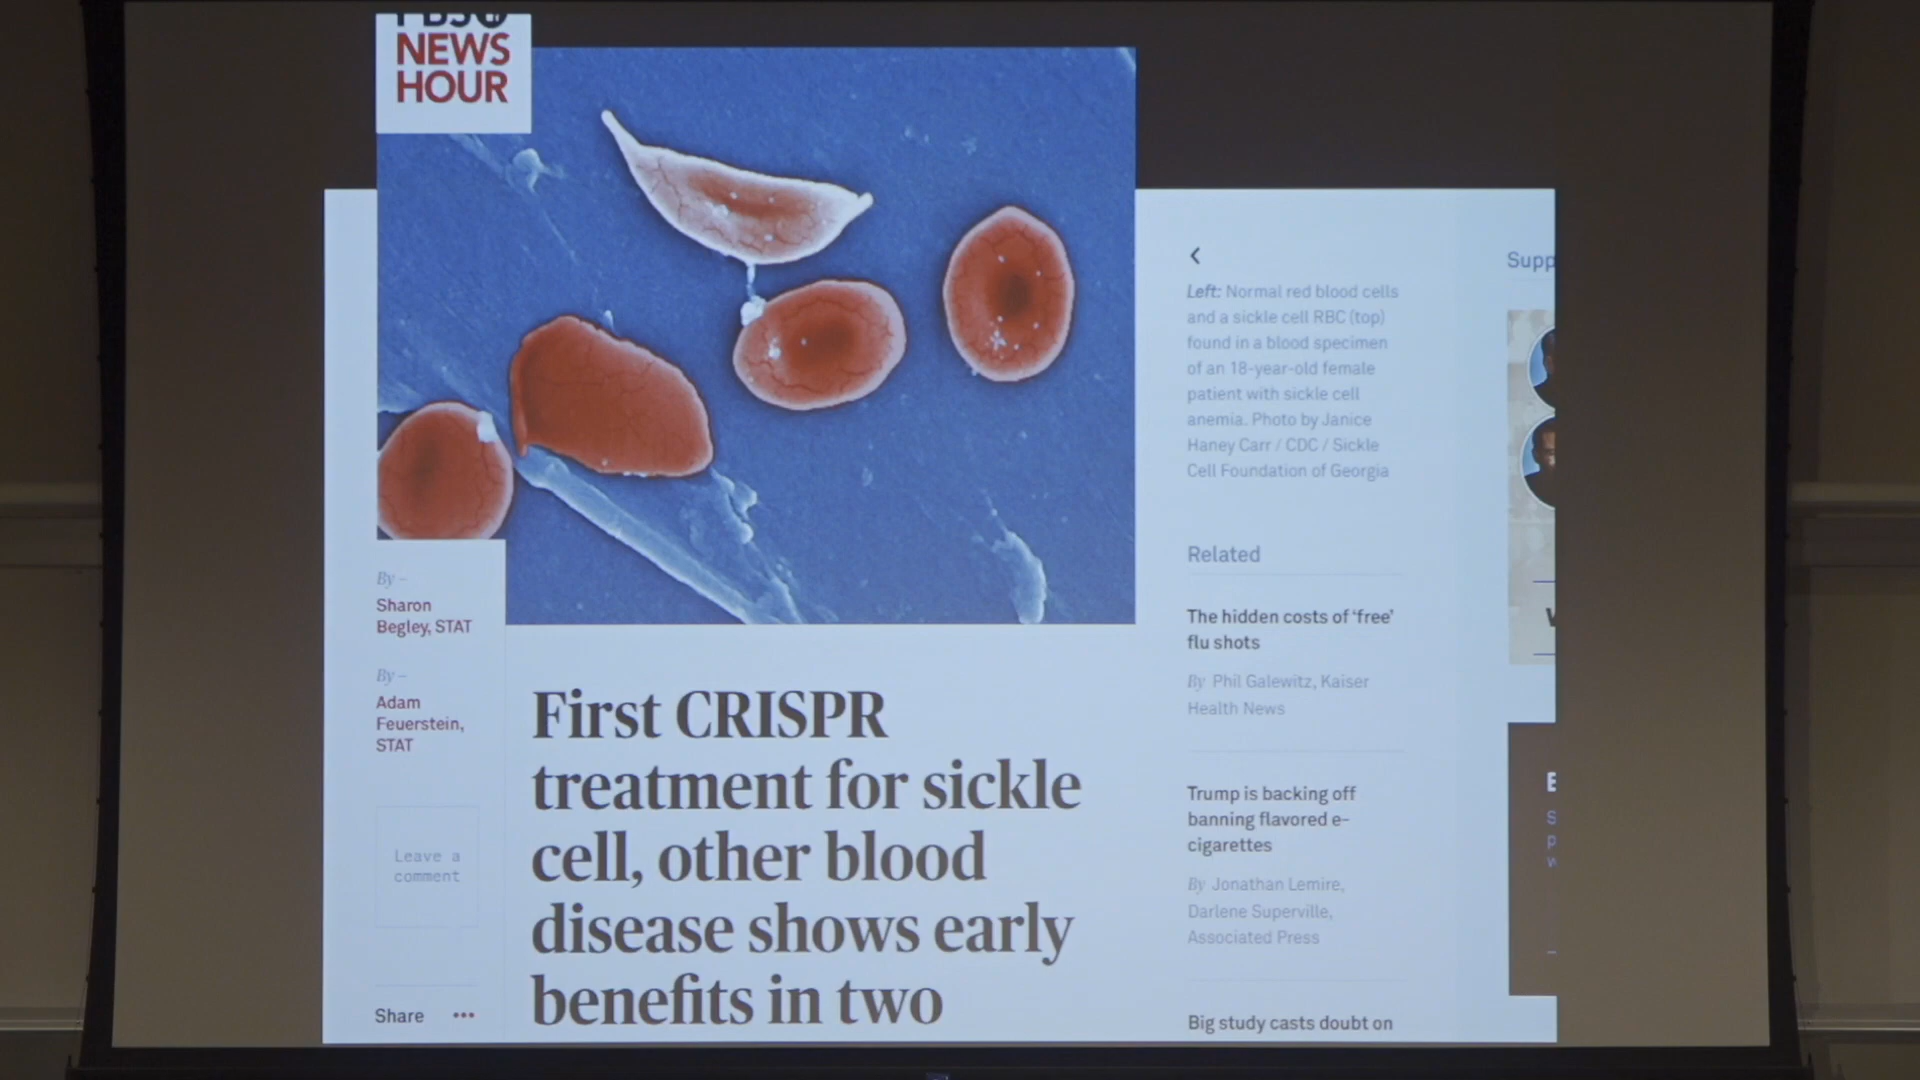 PBS
NEWS
HOUR
Left: Normal red blood cells
and a sickle cell RBC (top)
found in a blood specimen
of an 18-year-old female
patient with sickle cell
anemia. Photo by Janice
Haney Carr / CDC / Sickle
Cell Foundation of Georgia
Supp
By –
Sharon
Begley, STAT
By –
Adam
Feuerstein,
STAT
Leave a
comment
Share
First CRISPR
treatment for sickle
cell, other blood
disease shows early
benefits in two
Related
The hidden costs of ‘free’
flu shots
By Phil Galewitz, Kaiser
Health News
Trump is backing off
banning flavored e-
cigarettes
By Jonathan Lemire,
Darlene Superville,
Associated Press
Big study casts doubt on